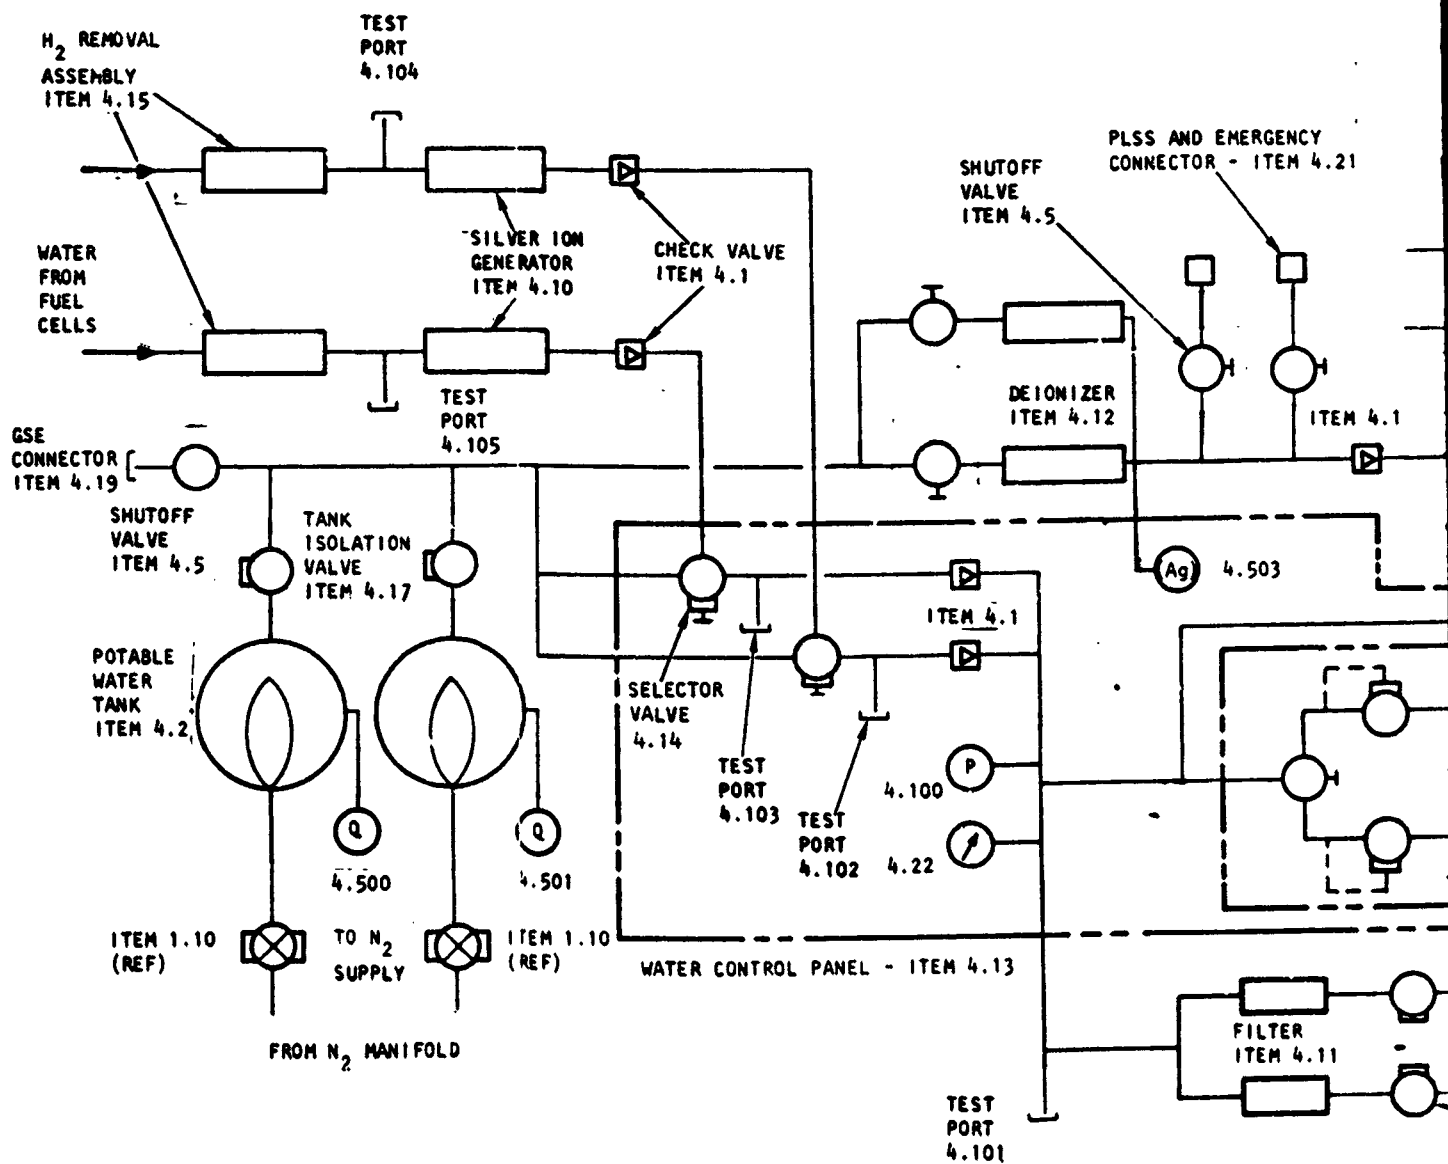 H2 REMOVAL
ASSEMBLY
ITEM 4.15
TEST
PORT
4.104
PLSS AND EMERGENCY
CONNECTOR - ITEM 4.21
SHUTOFF
VALVE
ITEM 4.5
WATER
FROM
FUEL
CELLS
SILVER ION
GENERATOR
ITEM 4.10
CHECK VALVE
ITEM 4.1
TEST
PORT
4.105
DEIONIZER
ITEM 4.12
ITEM 4.1
GSE
CONNECTOR
ITEM 4.19
SHUTOFF
VALVE
ITEM 4.5
TANK
ISOLATION
VALVE
ITEM 4.17
Ag
4.503
ITEM 4.1
POTABLE
WATER
TANK
ITEM 4.2
SELECTOR
VALVE
4.14
TEST
PORT
4.103
TEST
PORT
4.102
P
4.100
4.22
Q
4.500
Q
4.501
ITEM 1.10
(REF)
TO N2
SUPPLY
ITEM 1.10
(REF)
WATER CONTROL PANEL - ITEM 4.13
FROM N2 MANIFOLD
FILTER
ITEM 4.11
TEST
PORT
4.101